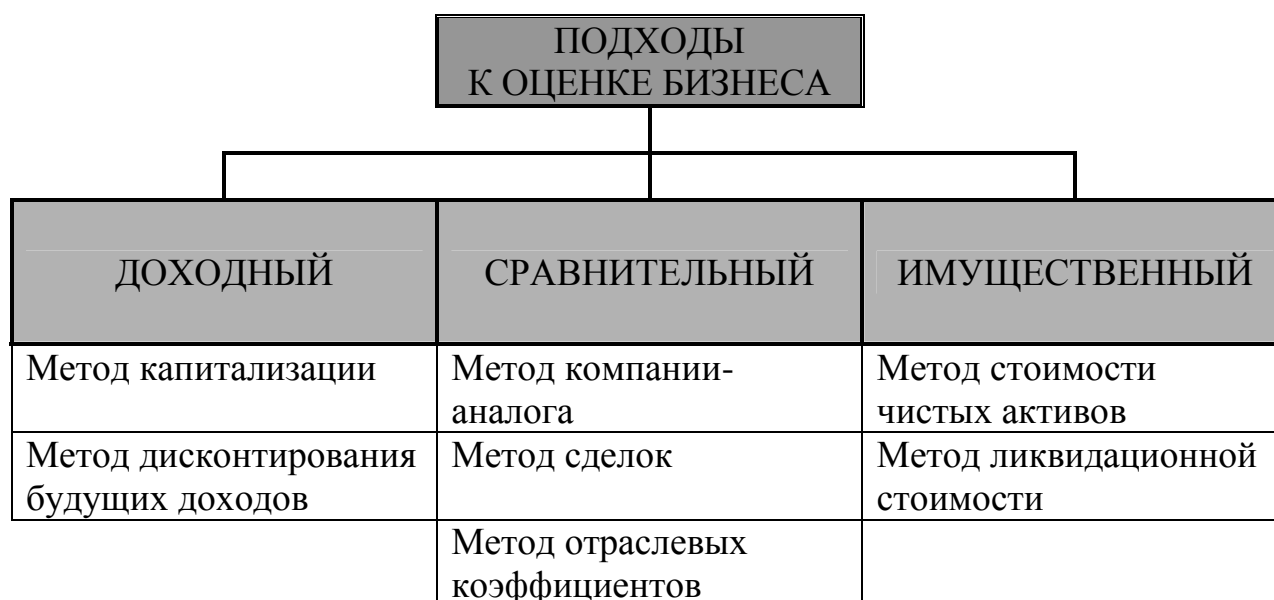 ПОДХОДЫ
К ОЦЕНКЕ БИЗНЕСА
ДОХОДНЫЙ
СРАВНИТЕЛЬНЫЙ
ИМУЩЕСТВЕННЫЙ
Метод капитализации
Метод компании-
аналога
Метод стоимости
чистых активов
Метод дисконтирования
будущих доходов
Метод сделок
Метод ликвидационной
стоимости
Метод отраслевых
коэффициентов